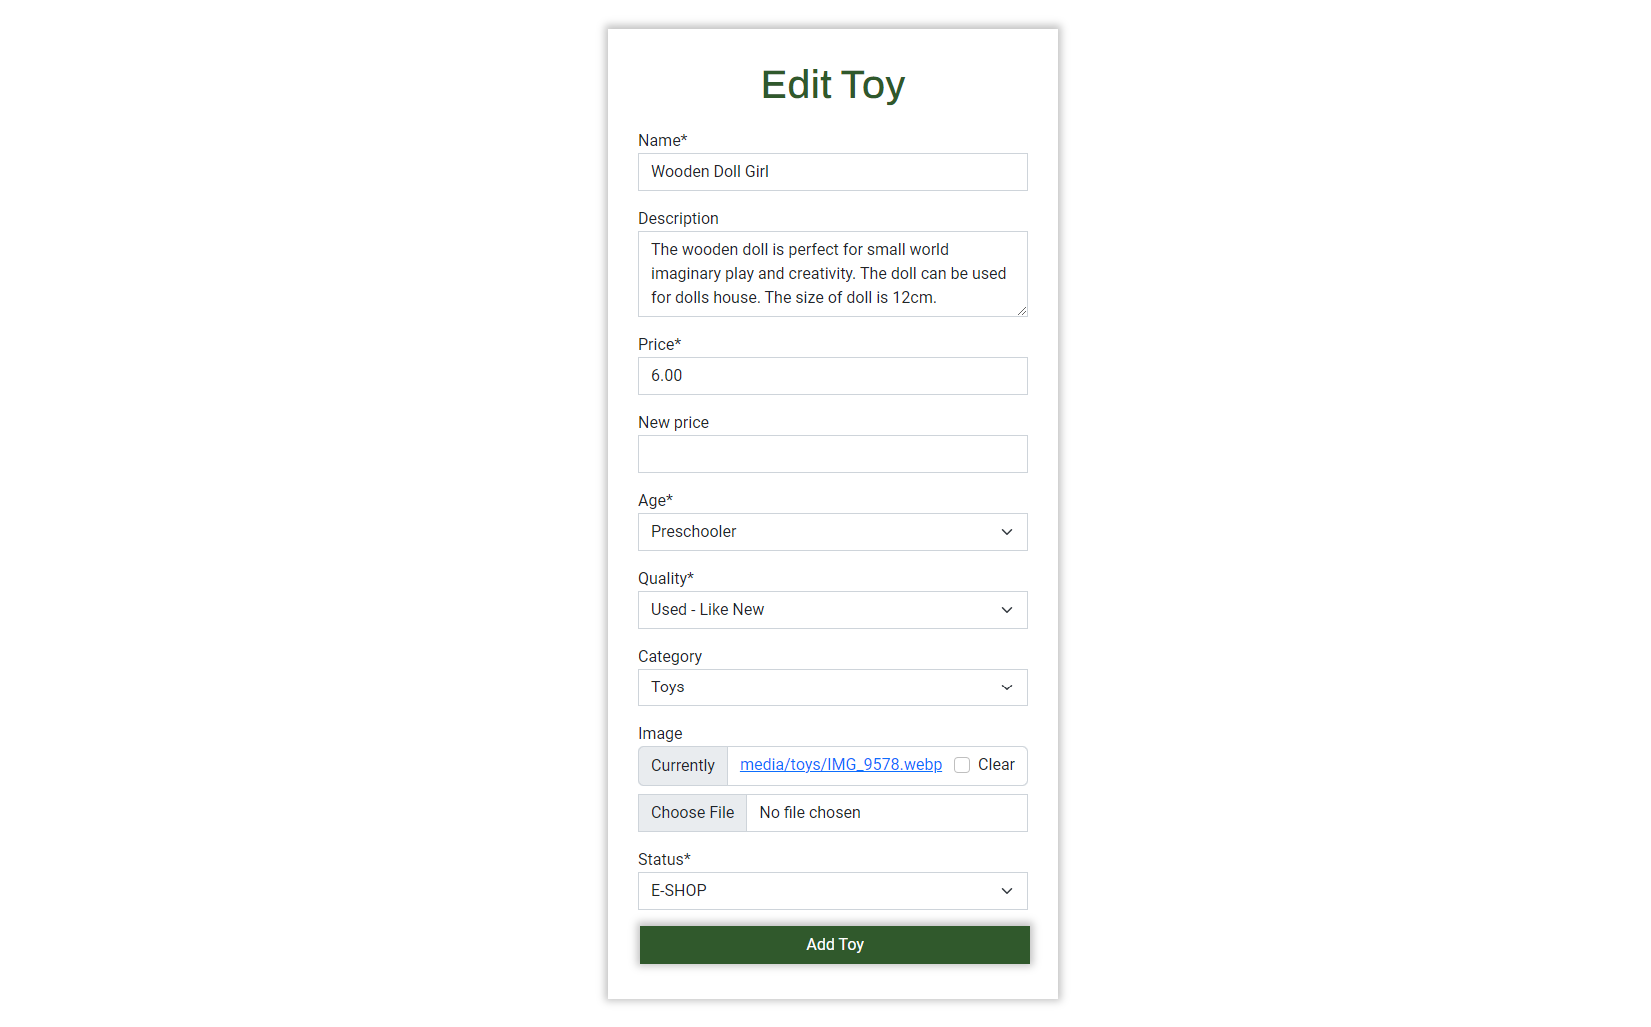 Edit Toy
Name*
Wooden Doll Girl
Description
The wooden doll is perfect for small world
imaginary play and creativity. The doll can be used
for dolls house. The size of doll is 12cm.
Price*
6.00
New price
Age*
Preschooler
Quality*
Used - Like New
Category
Toys
Image
Currently media/toys/IMG_9578.webp Clear
Choose File No file chosen
Status*
E-SHOP
Add Toy